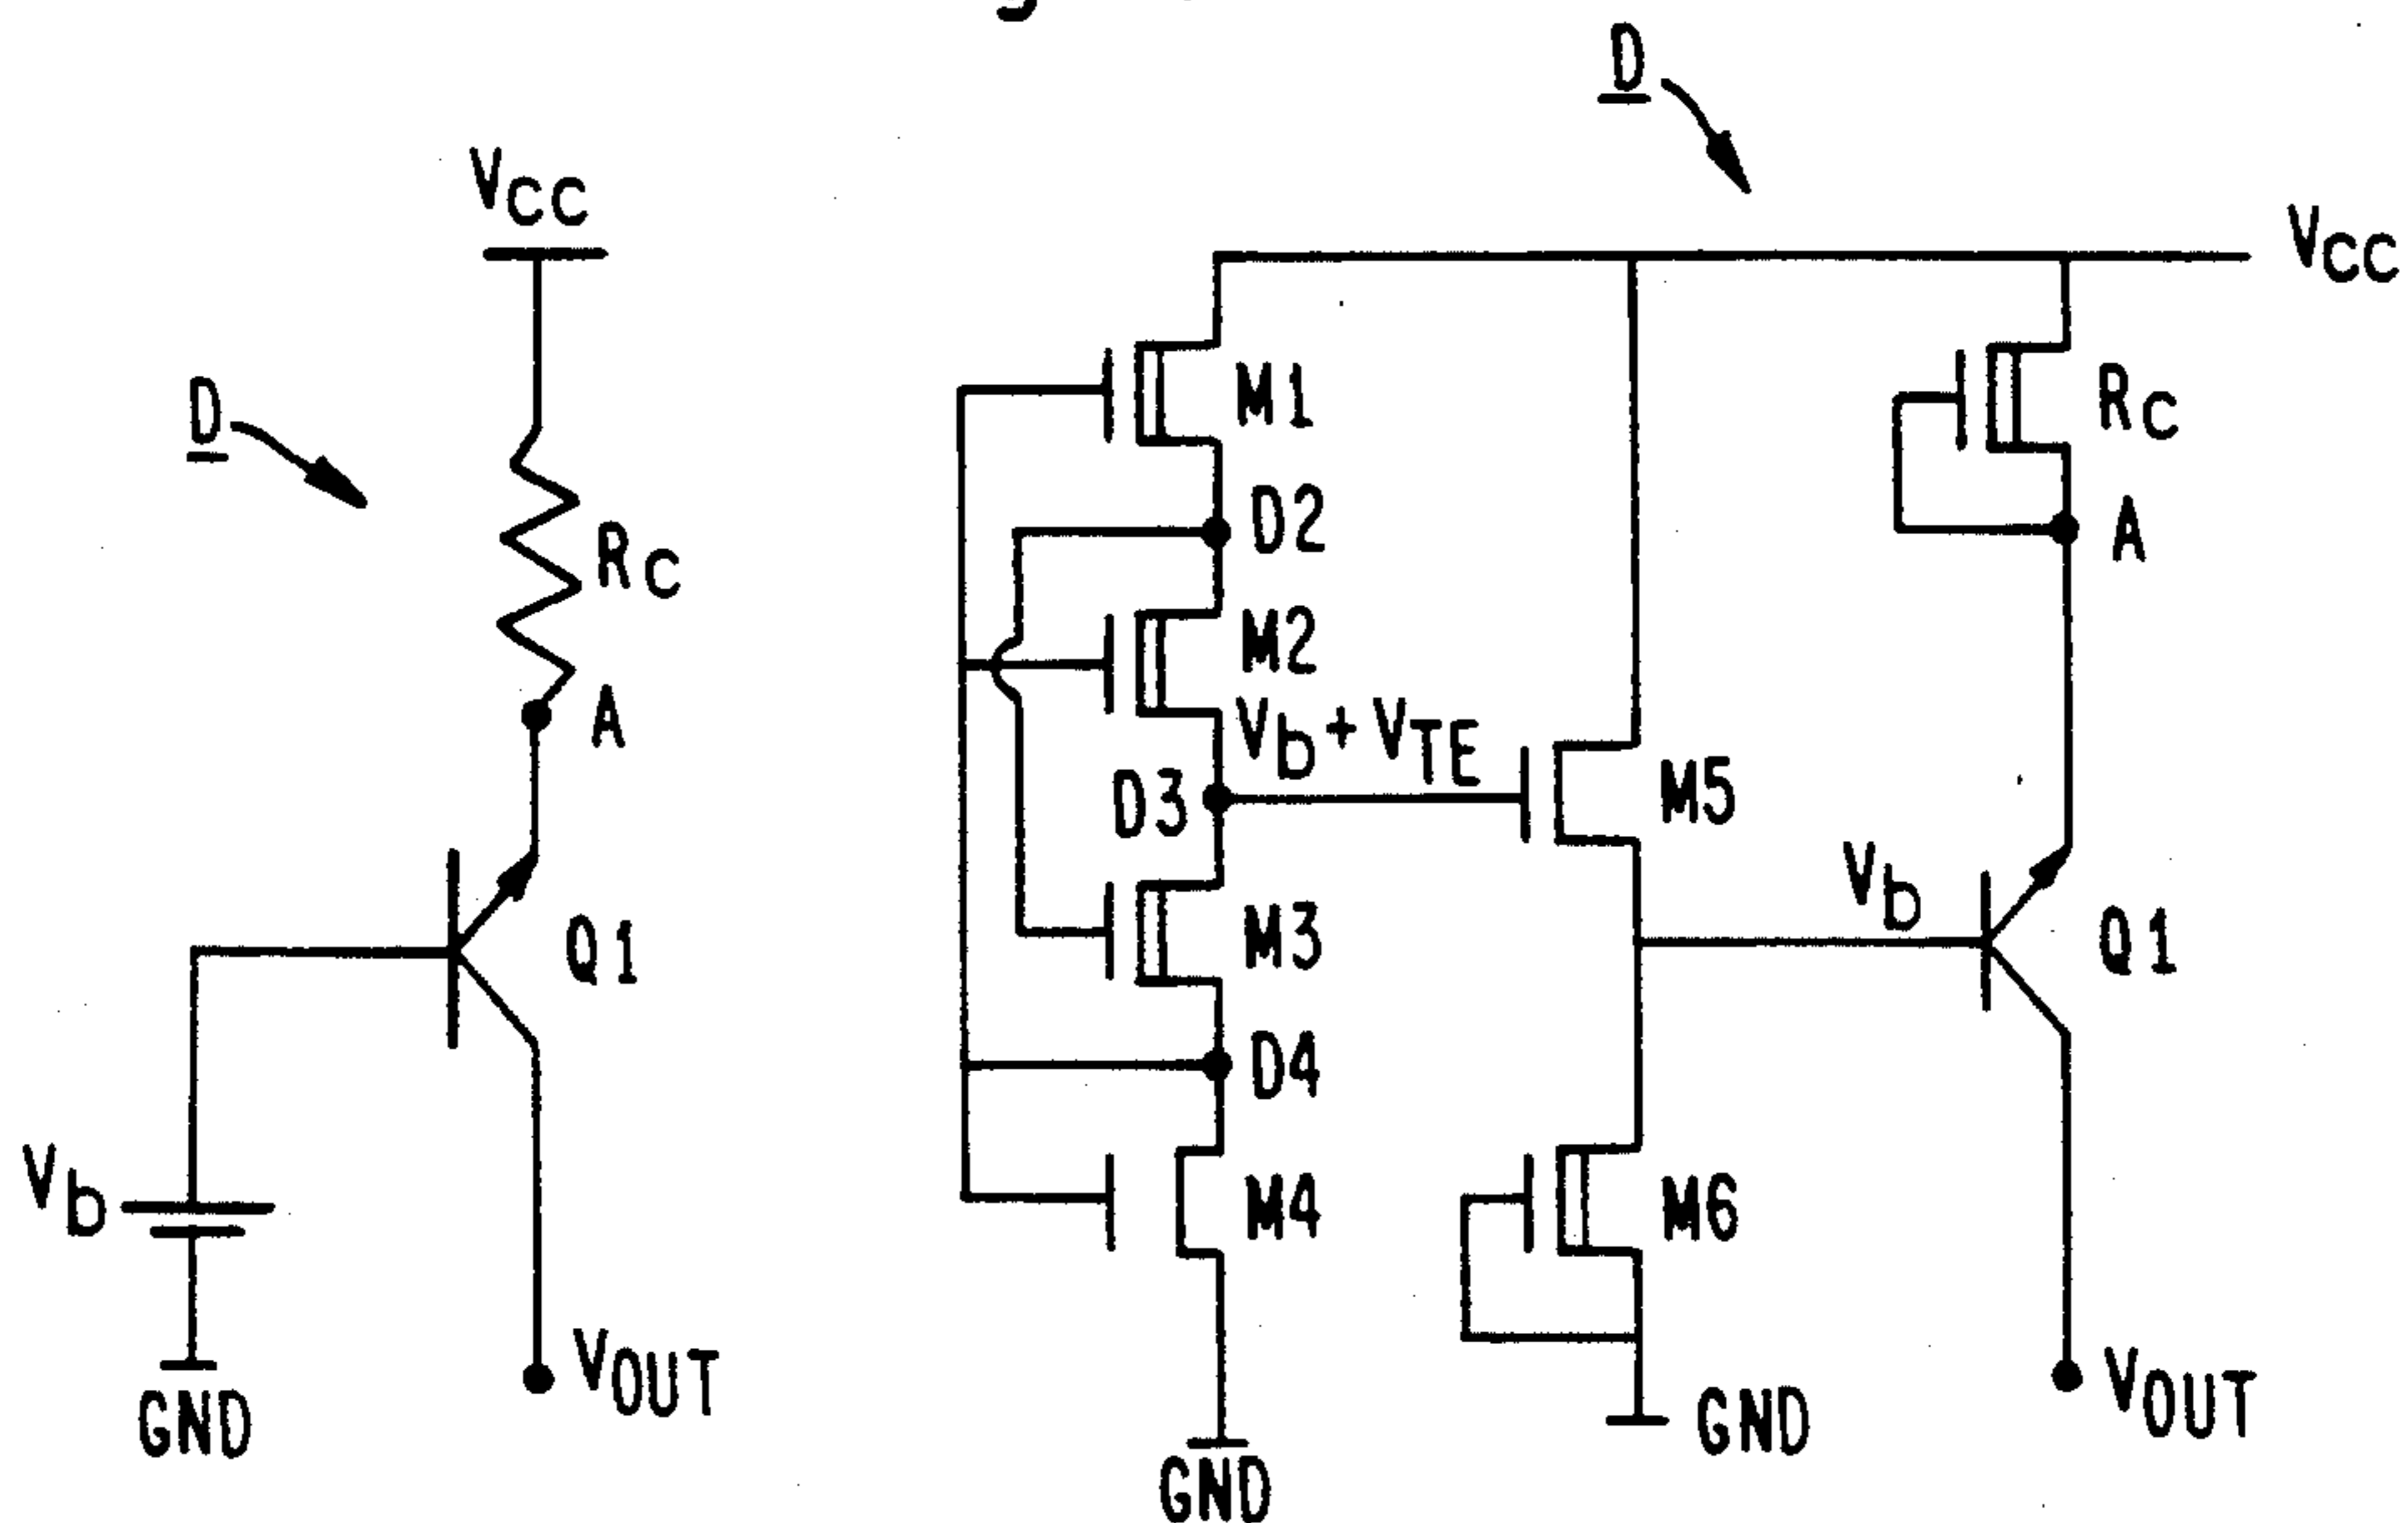 D
VCC
RC
A
Q1
Vb
GND
VOUT
D
VCC
M1
RC
D2
A
M2
Vb+VTE
D3
M5
Vb
M3
Q1
D4
M4
M6
GND
GND
VOUT